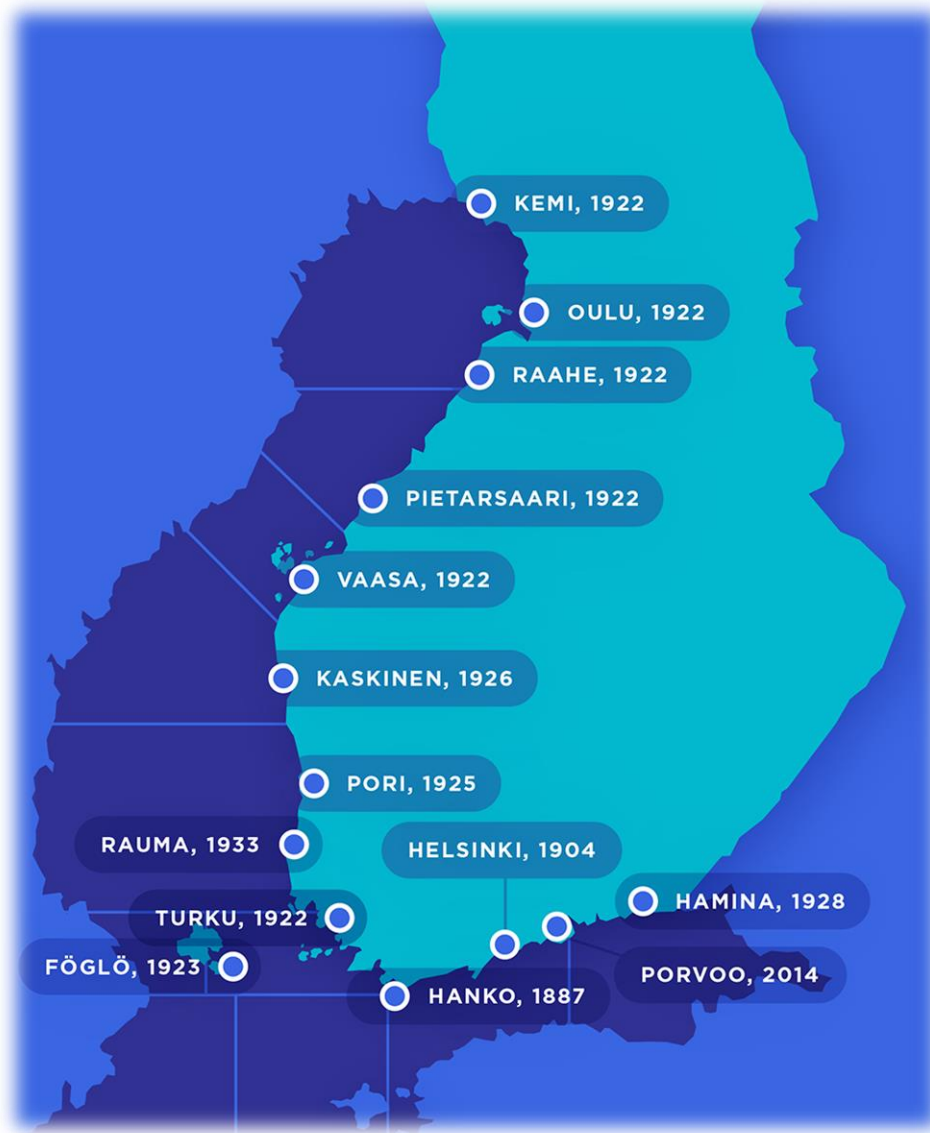 KEMI, 1922
OULU, 1922
RAAHE, 1922
PIETARSAARI, 1922
VAASA, 1922
KASKINEN, 1926
PORI, 1925
RAUMA, 1933
HELSINKI, 1904
HAMINA, 1928
TURKU, 1922
FÖGLÖ, 1923
PORVOO, 2014
HANKO, 1887